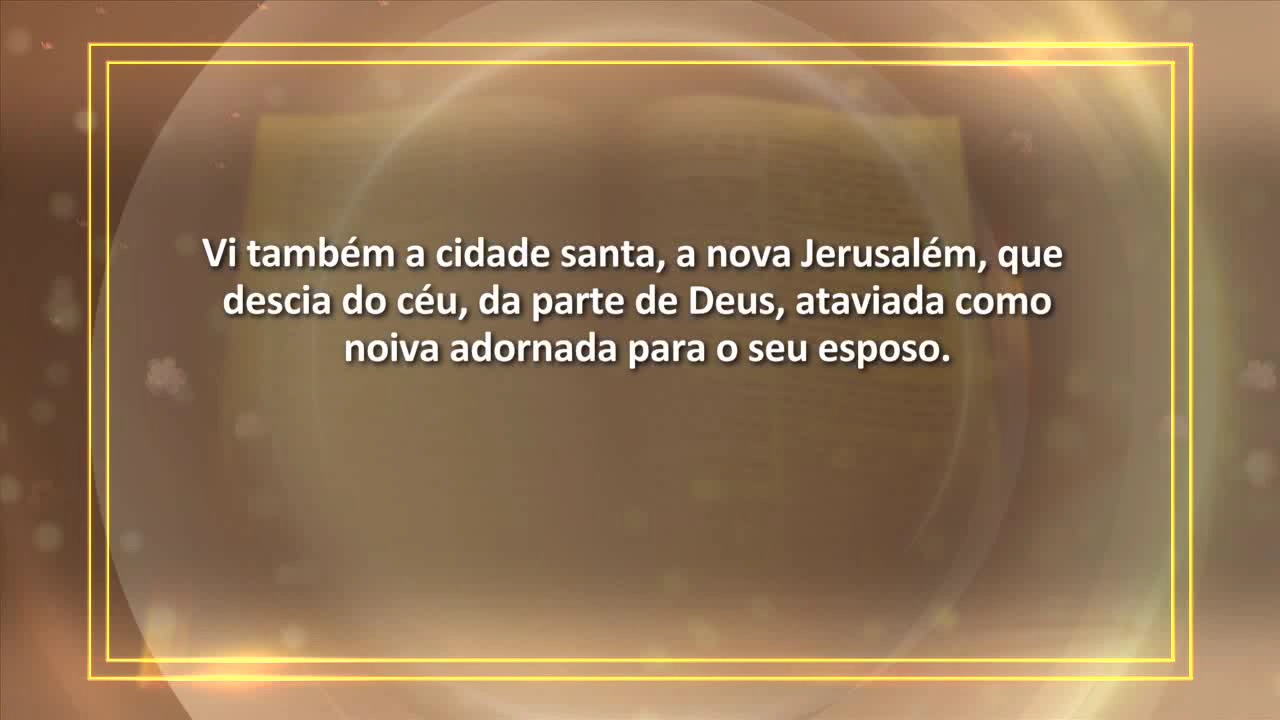 Vi também a cidade santa, a nova Jerusalém, que
descia do céu, da parte de Deus, ataviada como
noiva adornada para o seu esposo.